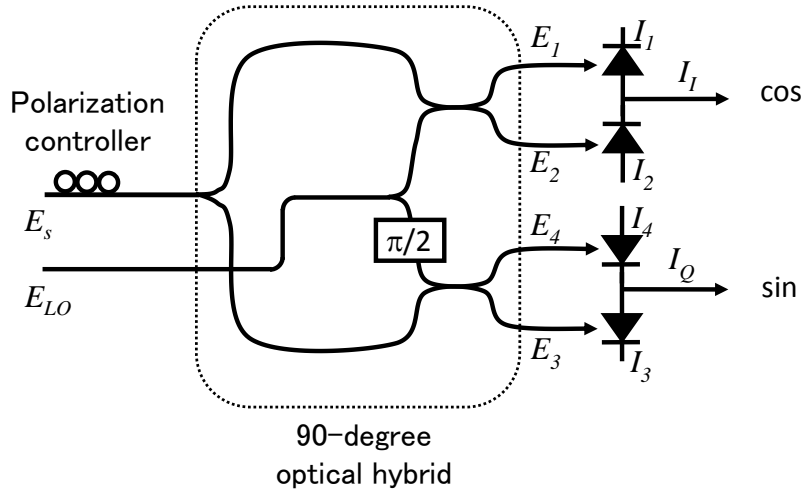 Polarization
controller
E_s
E_LO
π/2
E_1
E_2
E_4
E_3
I_1
I_I
I_2
cos
I_4
I_Q
I_3
sin
90-degree
optical hybrid